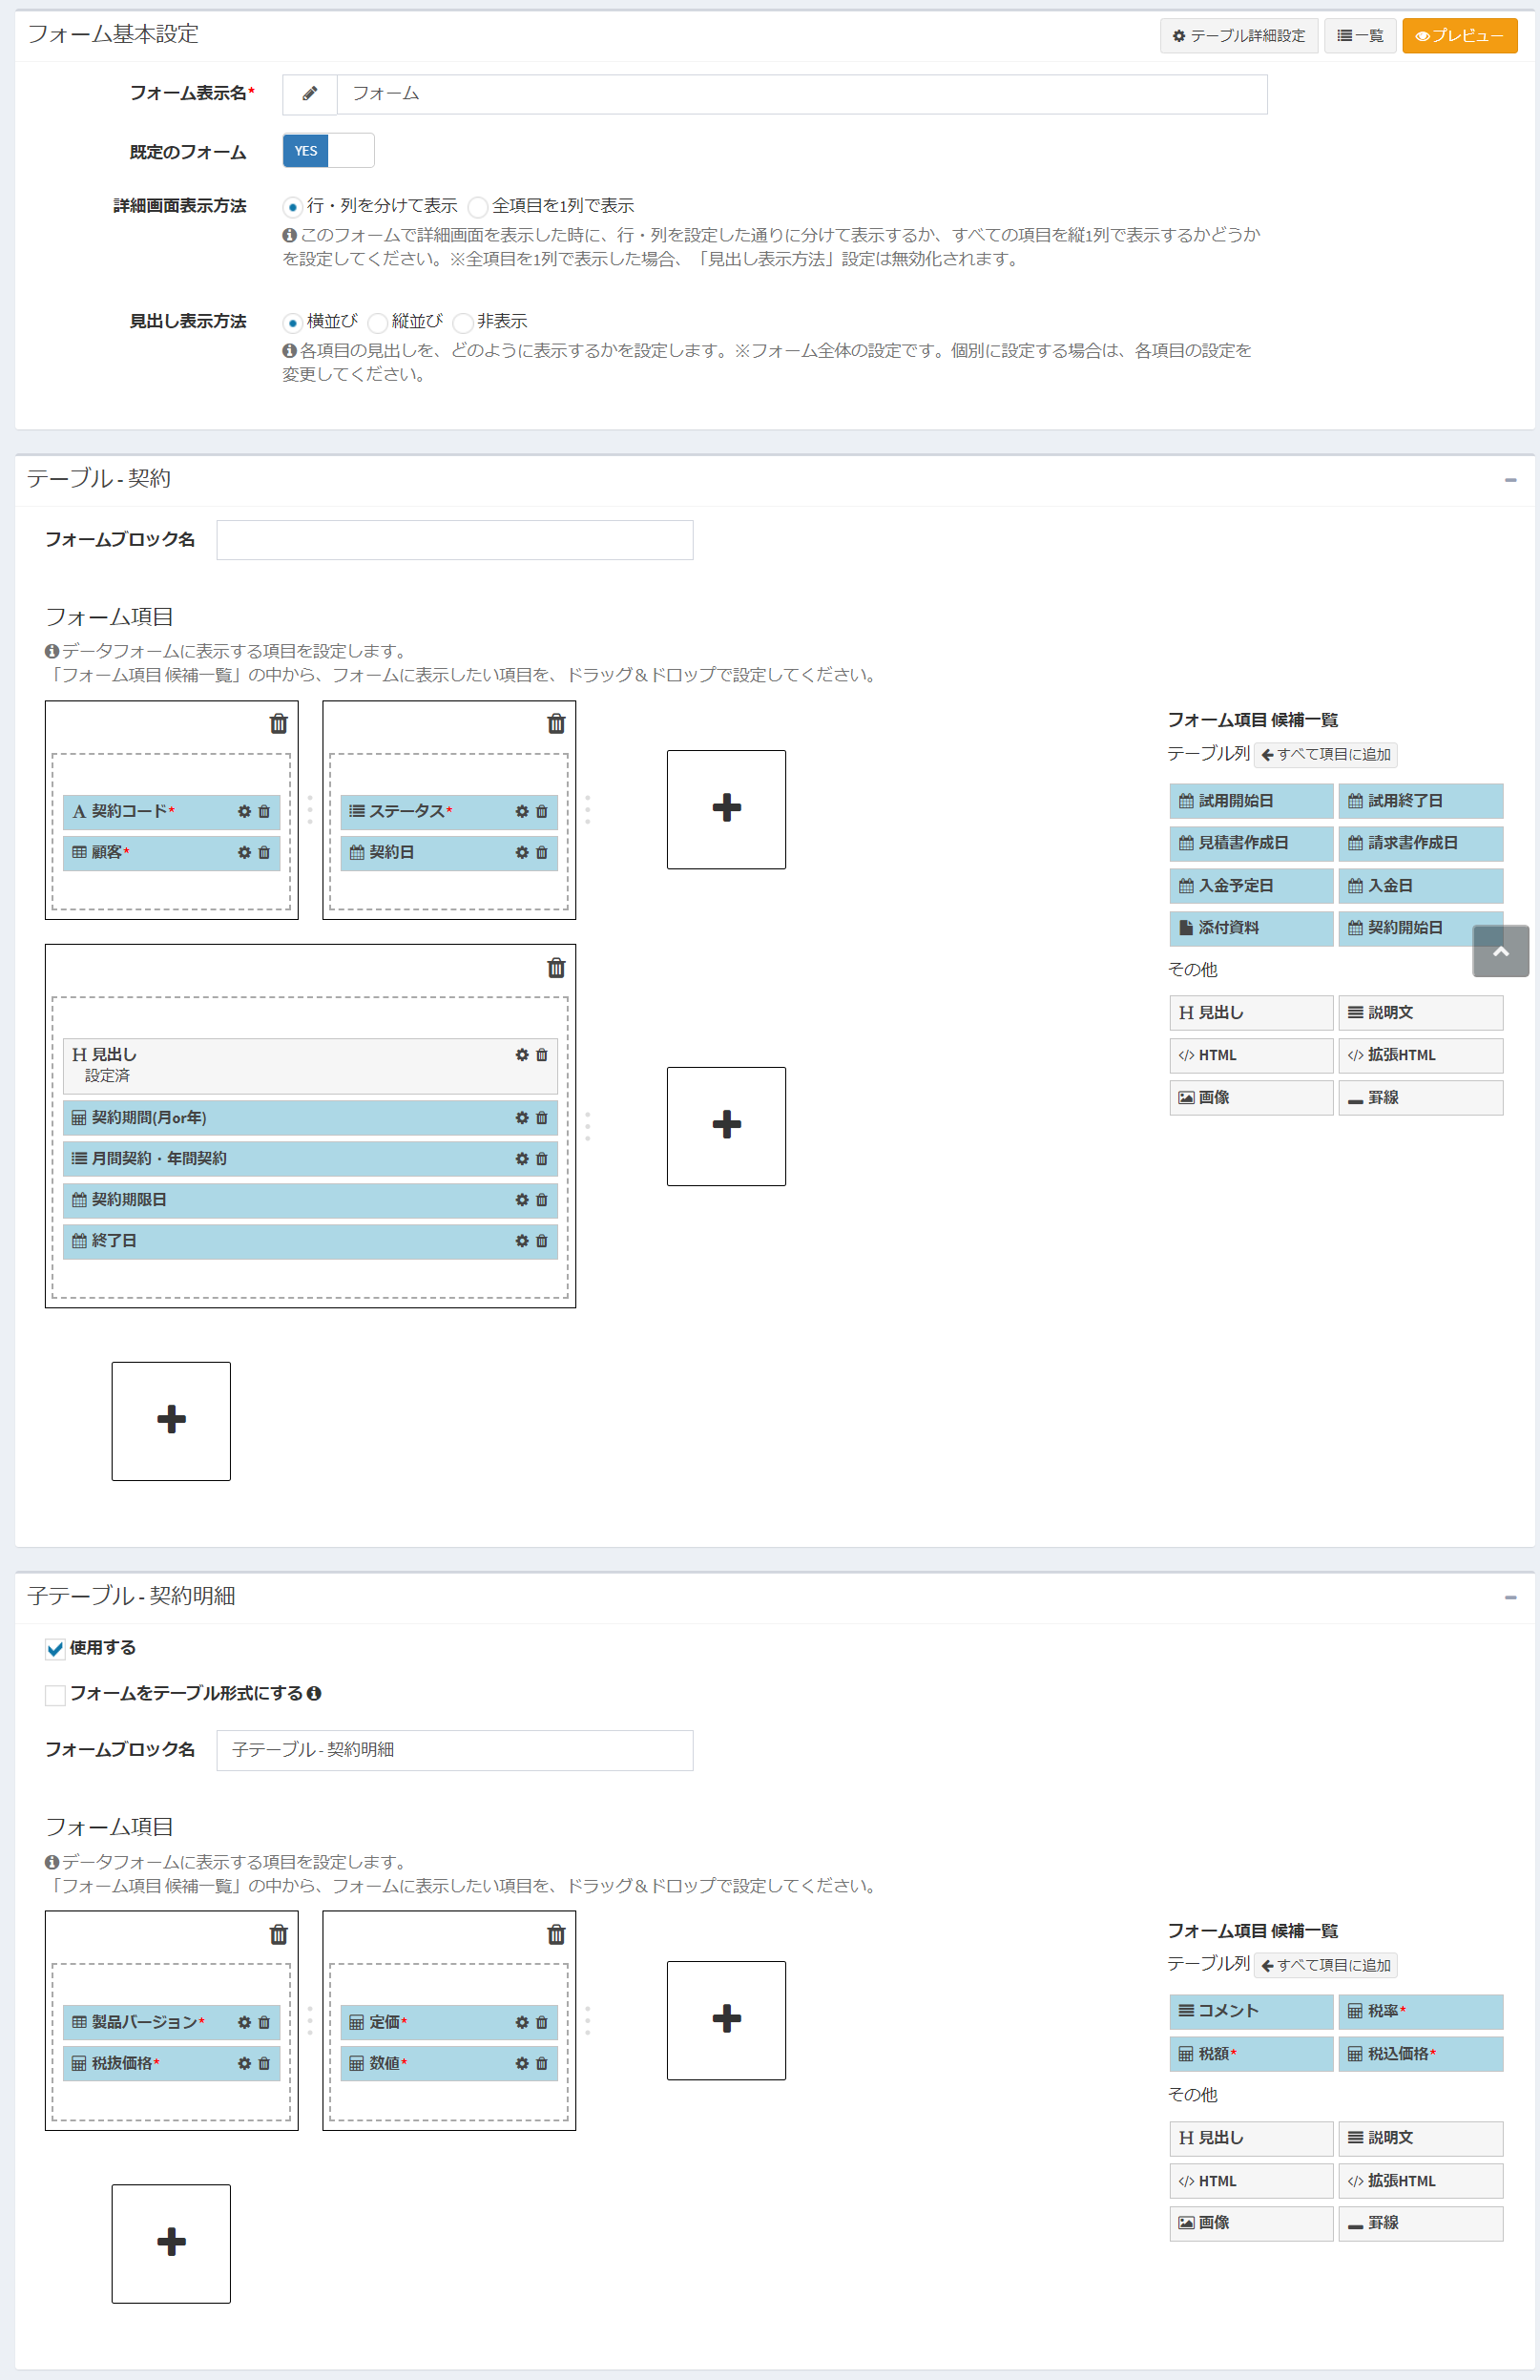 フォーム基本設定
テーブル詳細設定 一覧 プレビュー
フォーム表示名* フォーム
既定のフォーム YES
詳細画面表示方法 行・列を分けて表示 全項目を1列で表示
このフォームで詳細画面を表示した時に、行・列を設定した通りに分けて表示するか、すべての項目を縦1列で表示するかどうか
を設定してください。※全項目を1列で表示した場合、「見出し表示方法」設定は無効化されます。
見出し表示方法 横並び 縦並び 非表示
各項目の見出しを、どのように表示するかを設定します。※フォーム全体の設定です。個別に設定する場合は、各項目の設定を
変更してください。
テーブル - 契約
フォームブロック名
フォーム項目
データフォームに表示する項目を設定します。
「フォーム項目 候補一覧」の中から、フォームに表示したい項目を、ドラッグ＆ドロップで設定してください。
契約コード*
顧客*
ステータス*
契約日
見出し
設定済
契約期間(月or年)
月間契約・年間契約
契約期限日
終了日
フォーム項目 候補一覧
テーブル列 すべて項目に追加
試用開始日 試用終了日
見積書作成日 請求書作成日
入金予定日 入金日
添付資料 契約開始日
その他
H 見出し 説明文
</> HTML </> 拡張HTML
画像 罫線
子テーブル - 契約明細
使用する
フォームをテーブル形式にする
フォームブロック名 子テーブル - 契約明細
フォーム項目
データフォームに表示する項目を設定します。
「フォーム項目 候補一覧」の中から、フォームに表示したい項目を、ドラッグ＆ドロップで設定してください。
製品バージョン*
税抜価格*
定価*
数値*
フォーム項目 候補一覧
テーブル列 すべて項目に追加
コメント 税率*
税額* 税込価格*
その他
H 見出し 説明文
</> HTML </> 拡張HTML
画像 罫線